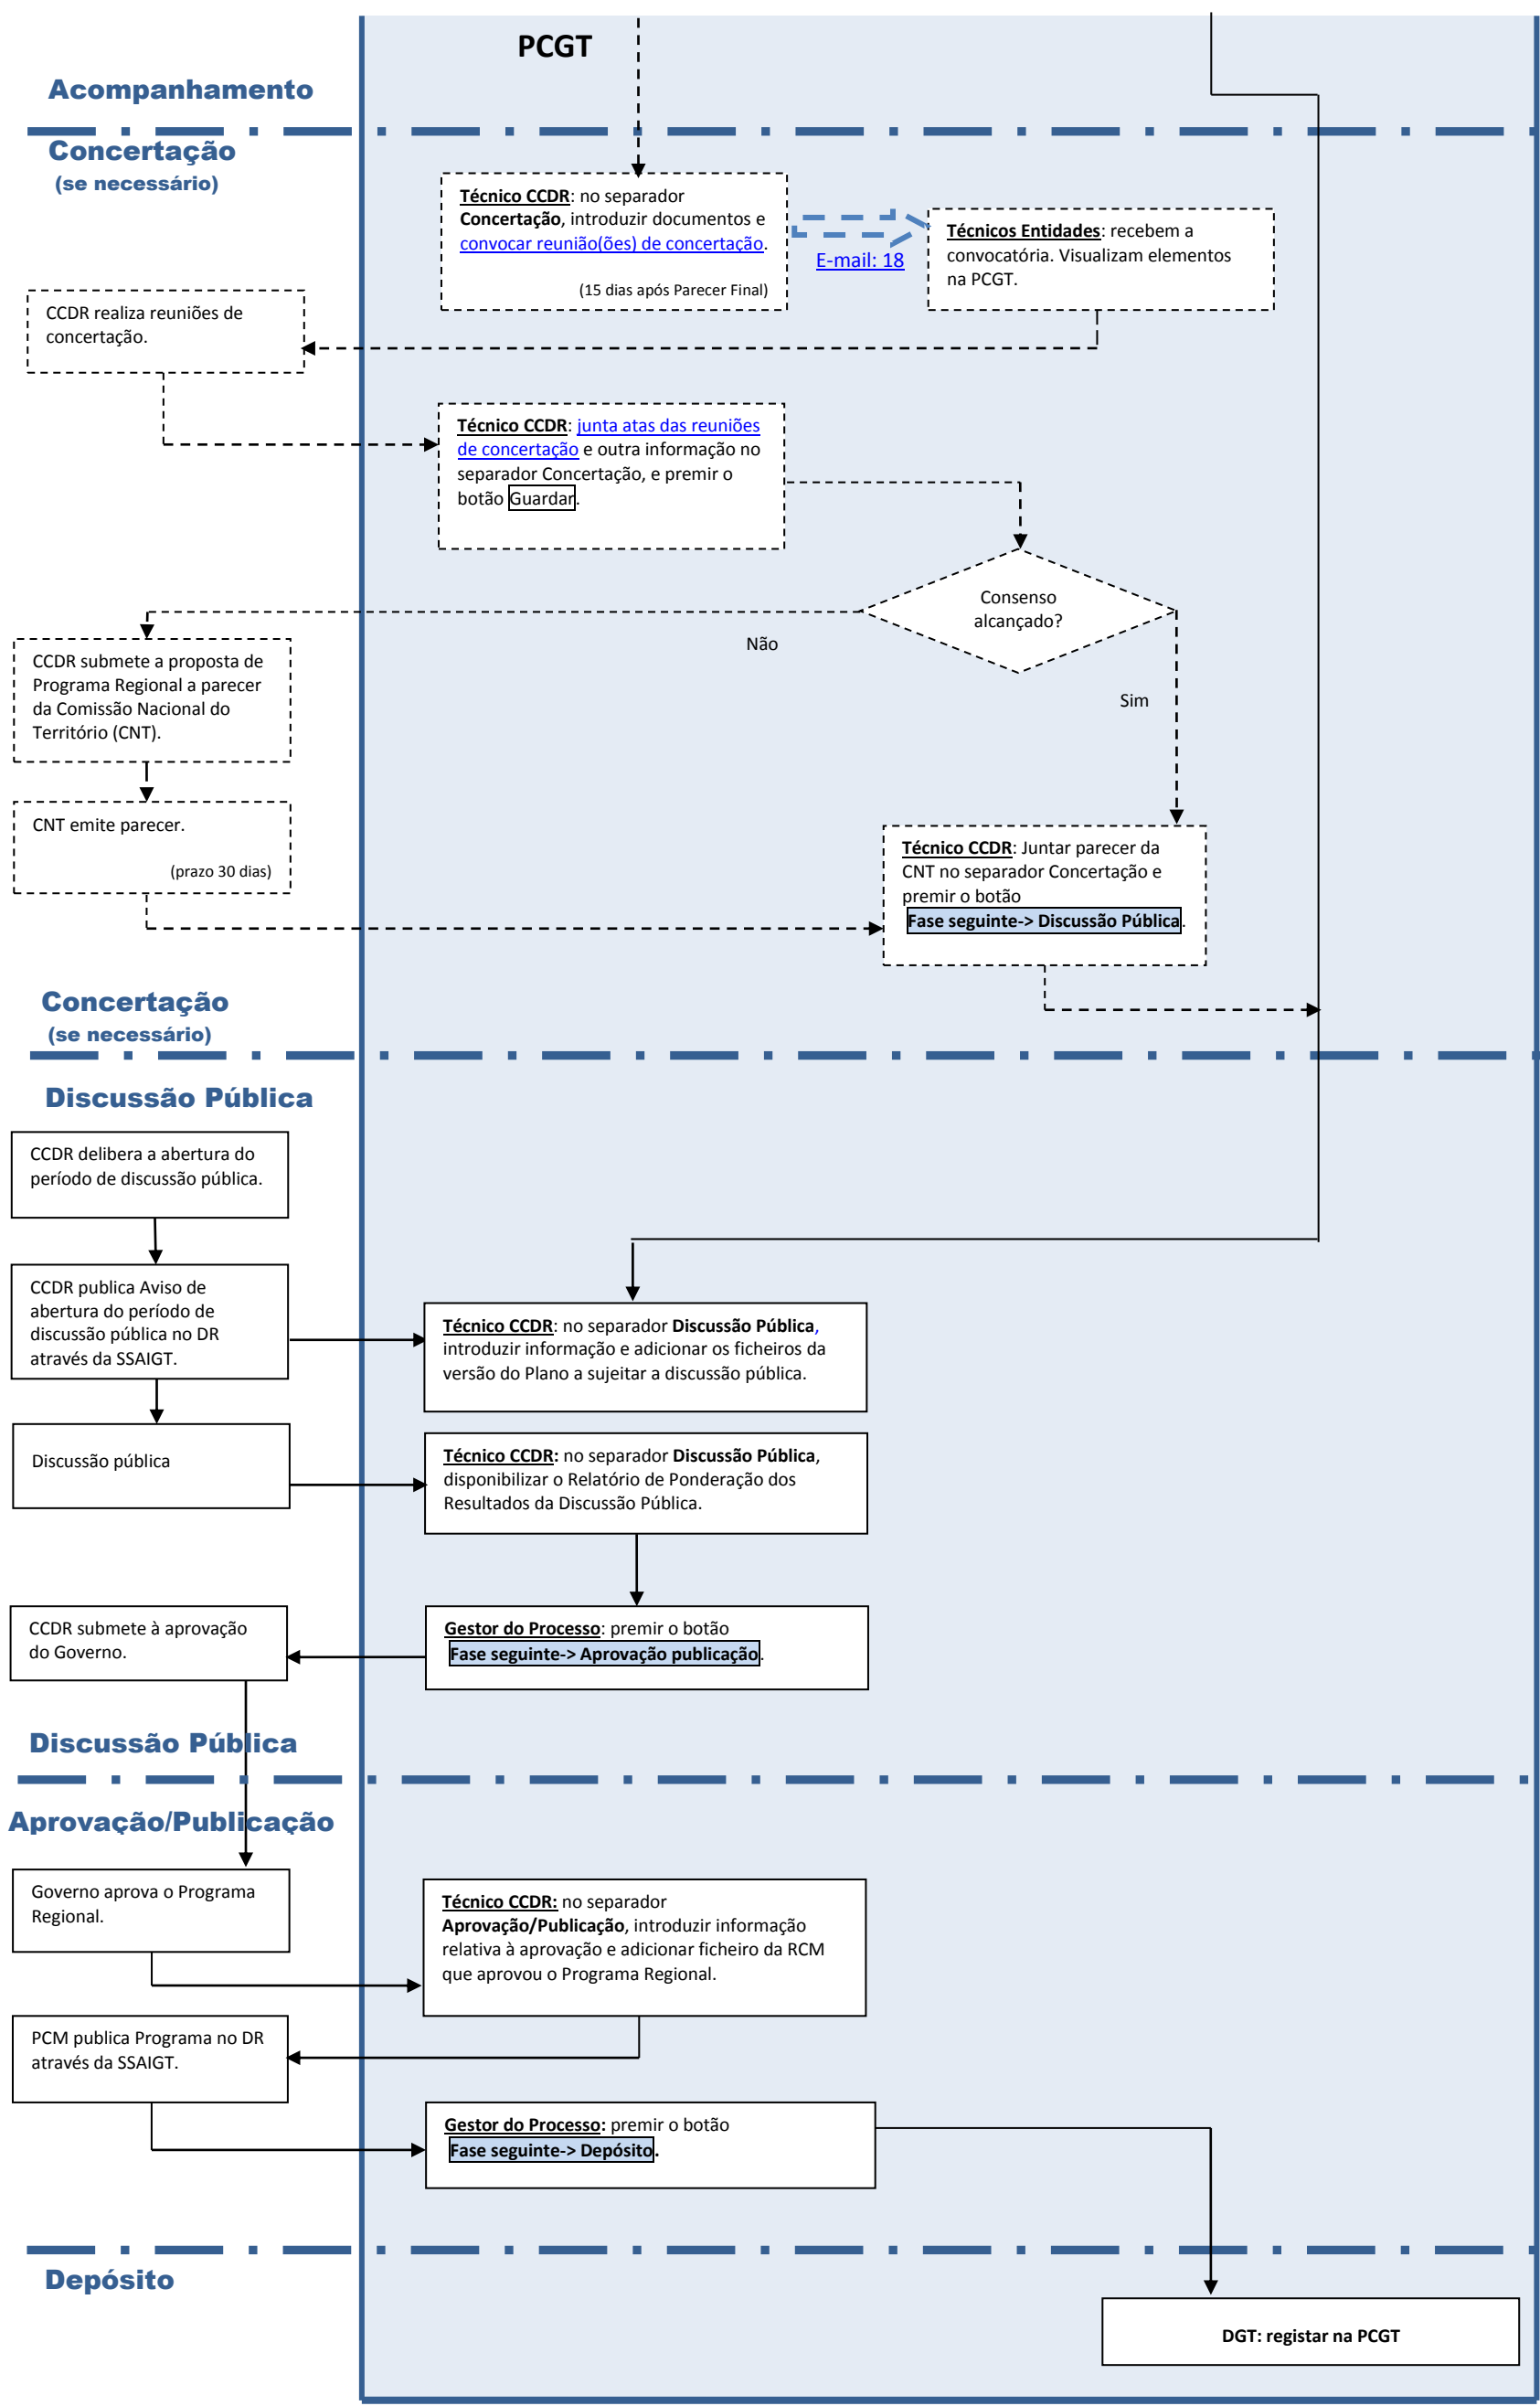 PCGT
Acompanhamento
Concertação
(se necessário)
Técnico CCDR: no separador
Concertação, introduzir documentos e
convocar reunião(ões) de concertação.
(15 dias após Parecer Final)
E-mail: 18
Técnicos Entidades: recebem a
convocatória. Visualizam elementos
na PCGT.
CCDR realiza reuniões de
concertação.
Técnico CCDR: junta atas das reuniões
de concertação e outra informação no
separador Concertação, e premir o
botão Guardar.
Consenso
alcançado?
Não
Sim
CCDR submete a proposta de
Programa Regional a parecer
da Comissão Nacional do
Território (CNT).
CNT emite parecer.
(prazo 30 dias)
Técnico CCDR: Juntar parecer da
CNT no separador Concertação e
premir o botão
Fase seguinte-> Discussão Pública.
Concertação
(se necessário)
Discussão Pública
CCDR delibera a abertura do
período de discussão pública.
CCDR publica Aviso de
abertura do período de
discussão pública no DR
através da SSAIGT.
Técnico CCDR: no separador Discussão Pública,
introduzir informação e adicionar os ficheiros da
versão do Plano a sujeitar a discussão pública.
Discussão pública
Técnico CCDR: no separador Discussão Pública,
disponibilizar o Relatório de Ponderação dos
Resultados da Discussão Pública.
CCDR submete à aprovação
do Governo.
Gestor do Processo: premir o botão
Fase seguinte-> Aprovação publicação.
Discussão Pública
Aprovação/Publicação
Governo aprova o Programa
Regional.
Técnico CCDR: no separador
Aprovação/Publicação, introduzir informação
relativa à aprovação e adicionar ficheiro da RCM
que aprovou o Programa Regional.
PCM publica Programa no DR
através da SSAIGT.
Gestor do Processo: premir o botão
Fase seguinte-> Depósito.
Depósito
DGT: registar na PCGT